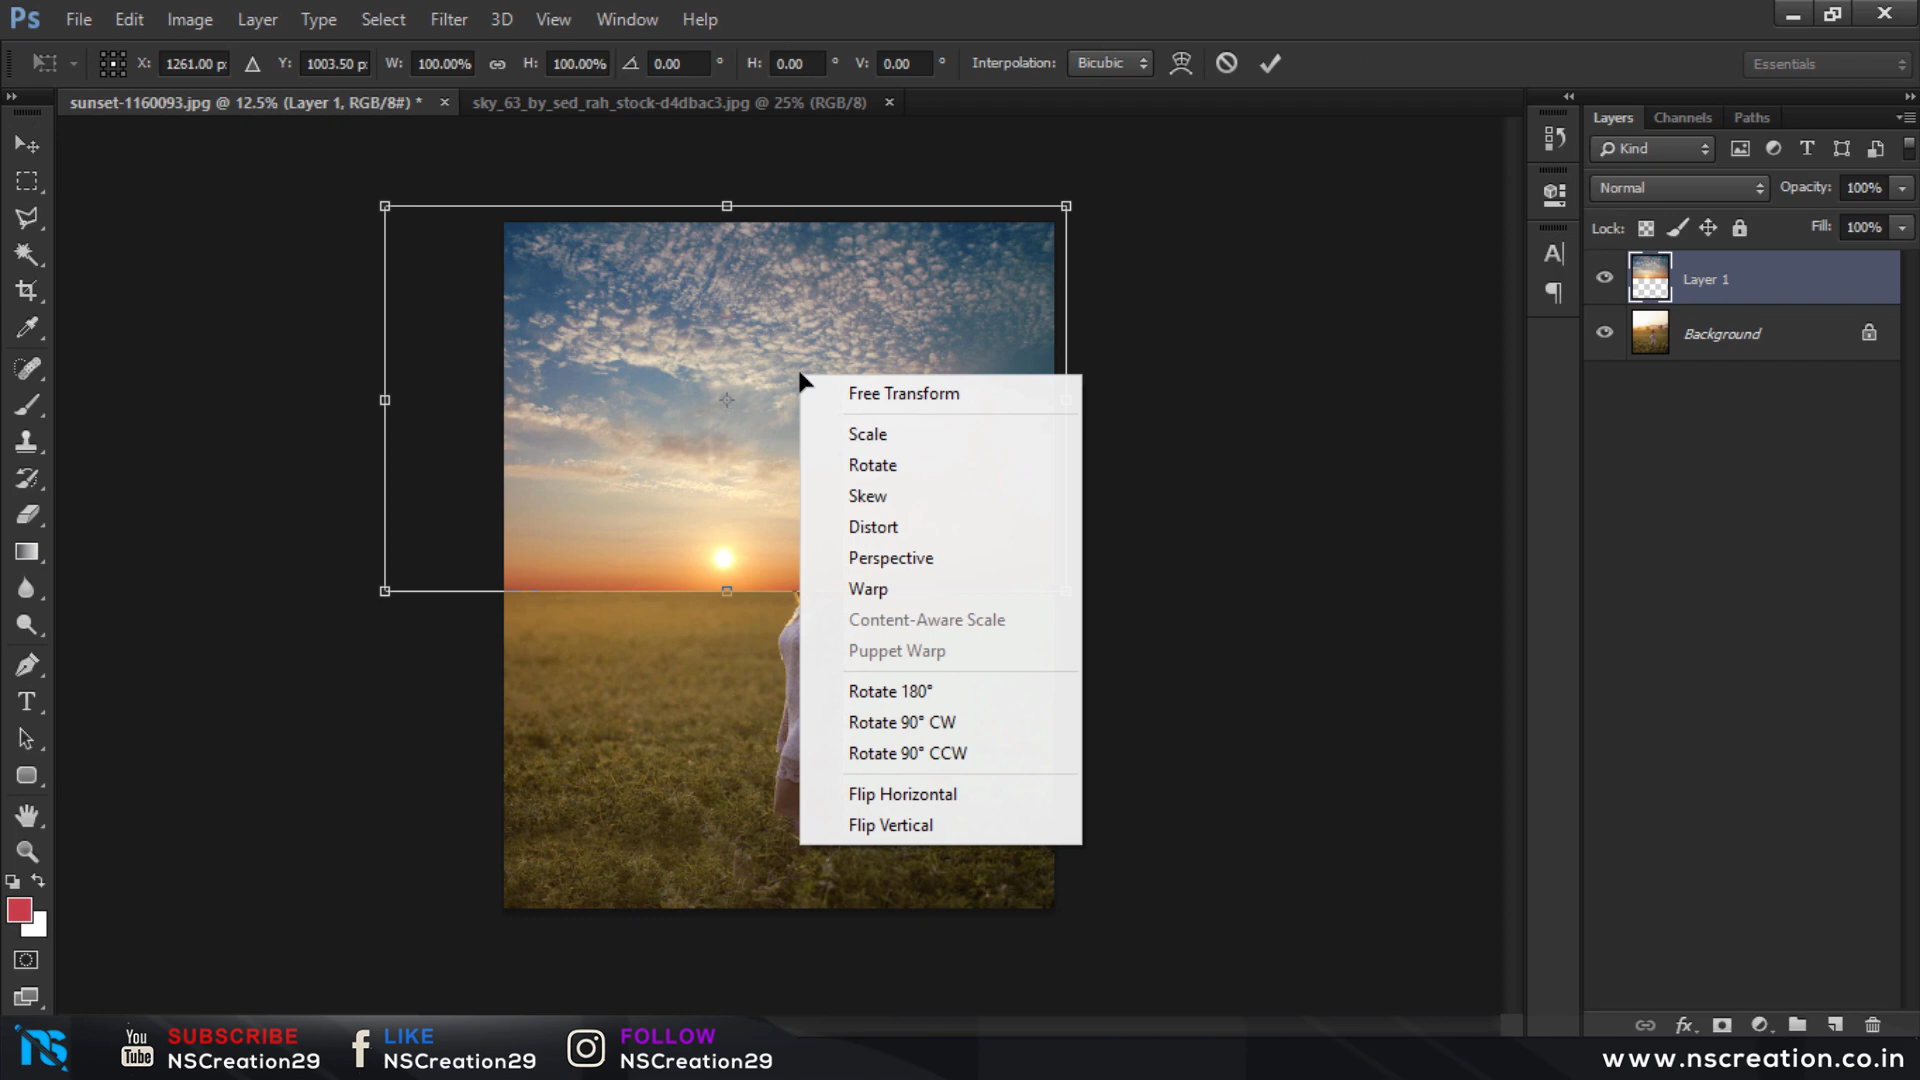 Ps File Edit Image Layer Type Select Filter 3D View Window Help
X: 1261.00 p: Y: 1003.50 p: W: 100.00% H: 100.00% 0.00 ° H: 0.00 ° V: 0.00 ° Interpolation: Bicubic Essentials
sunset-1160093.jpg @ 12.5% (Layer 1, RGB/8#) * × sky_63_by_sed_rah_stock-d4dbac3.jpg @ 25% (RGB/8) ×
Layers Channels Paths
Kind
Normal Opacity: 100%
Lock: Fill: 100%
Layer 1
Background
Free Transform
Scale
Rotate
Skew
Distort
Perspective
Warp
Content-Aware Scale
Puppet Warp
Rotate 180°
Rotate 90° CW
Rotate 90° CCW
Flip Horizontal
Flip Vertical
NS
You Tube
SUBSCRIBE
NSCreation29
LIKE
NSCreation29
FOLLOW
NSCreation29
www.nscreation.co.in